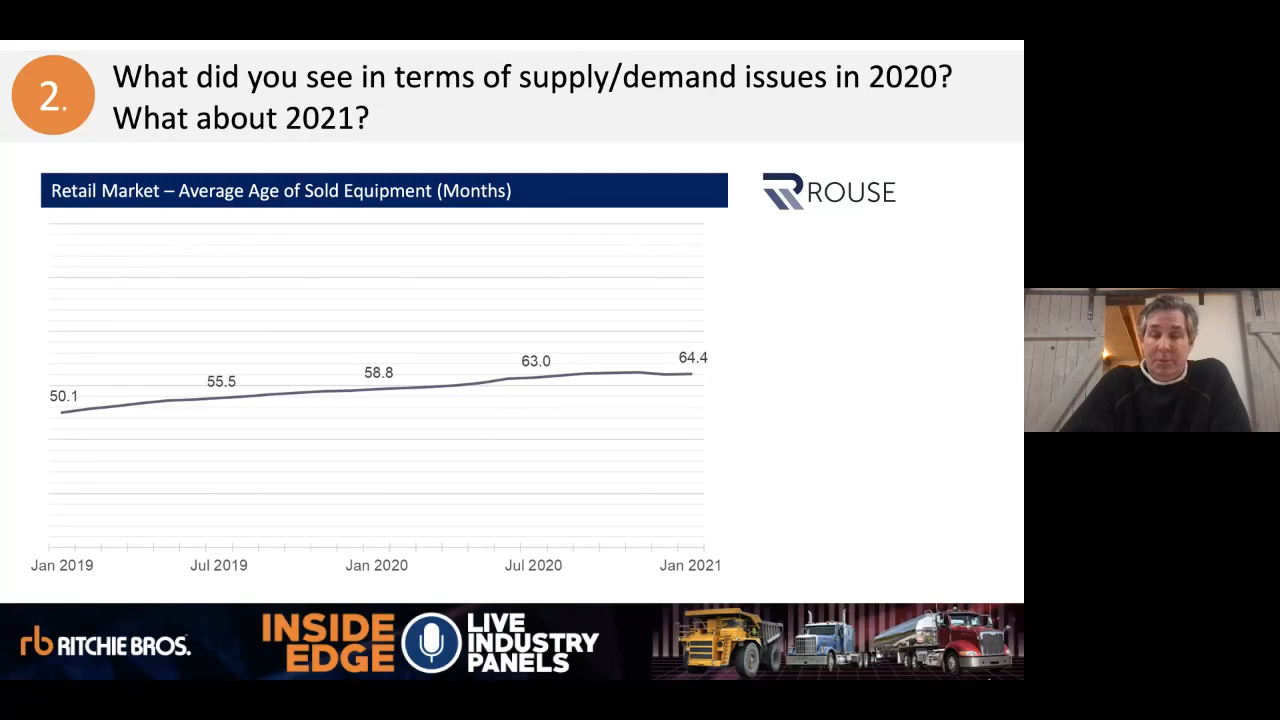 2.
What did you see in terms of supply/demand issues in 2020?
What about 2021?
Retail Market – Average Age of Sold Equipment (Months)
ROUSE
50.1
55.5
58.8
63.0
64.4
Jan 2019
Jul 2019
Jan 2020
Jul 2020
Jan 2021
rb RITCHIE BROS.
INSIDE
EDGE
LIVE
INDUSTRY
PANELS